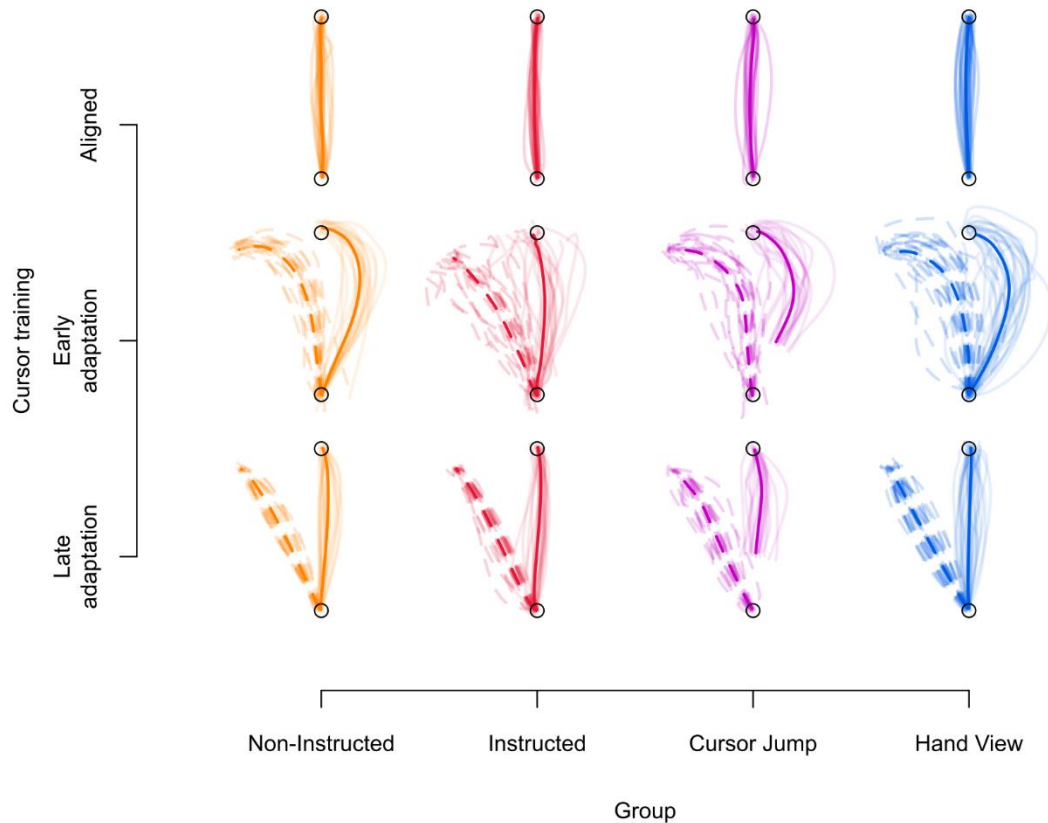 Cursor training
Aligned
Early
adaptation
Late
adaptation
Non-Instructed
Instructed
Cursor Jump
Hand View
Group